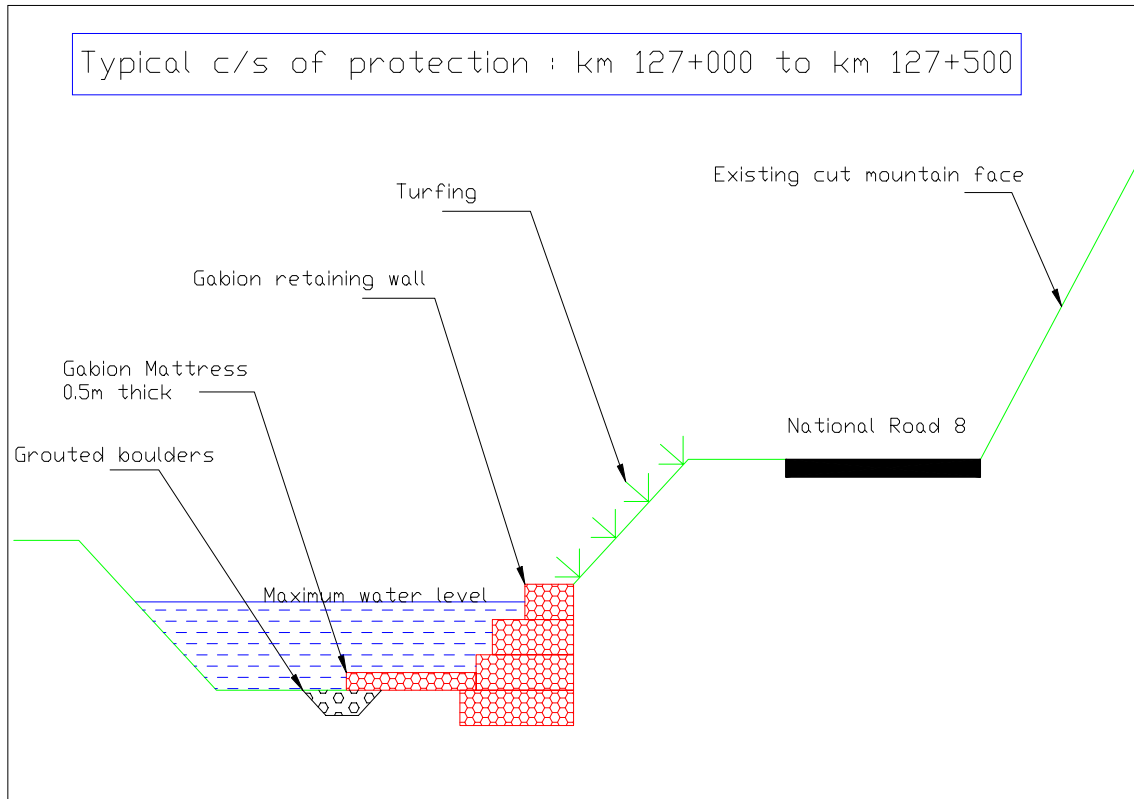 Typical c/s of protection : km 127+000 to km 127+500
Existing cut mountain face
Turfing
Gabion retaining wall
Gabion Mattress
0.5m thick
National Road 8
Grouted boulders
Maximum water level